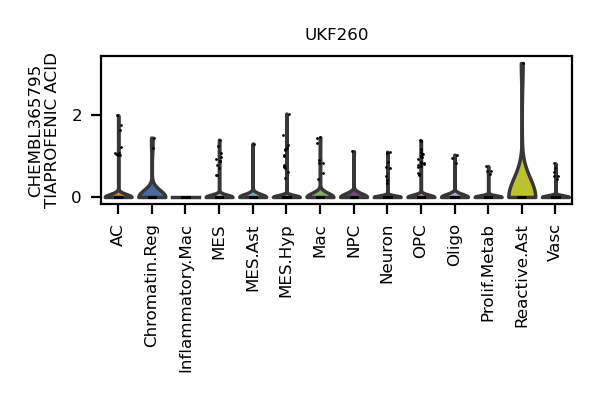 UKF260
CHEMBL365795
TIAPROFENIC ACID
2
0
AC
Chromatin.Reg
Inflammatory.Mac
MES
MES.Ast
MES.Hyp
Mac
NPC
Neuron
OPC
Oligo
Prolif.Metab
Reactive.Ast
Vasc